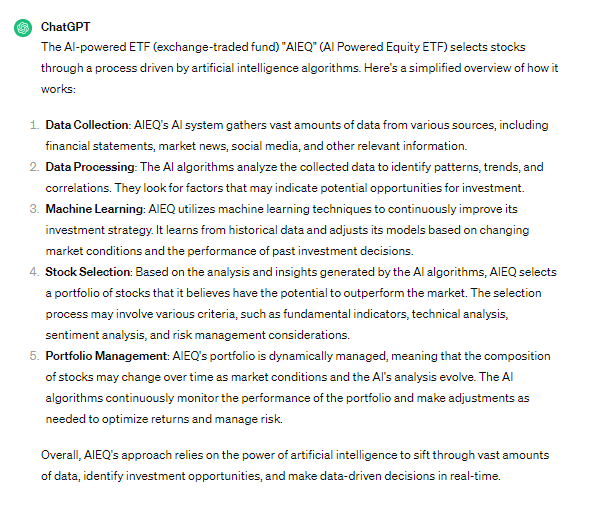 ChatGPT
The AI-powered ETF (exchange-traded fund) "AIEQ" (AI Powered Equity ETF) selects stocks
through a process driven by artificial intelligence algorithms. Here's a simplified overview of how it
works:
1. Data Collection: AIEQ's AI system gathers vast amounts of data from various sources, including
financial statements, market news, social media, and other relevant information.
2. Data Processing: The AI algorithms analyze the collected data to identify patterns, trends, and
correlations. They look for factors that may indicate potential opportunities for investment.
3. Machine Learning: AIEQ utilizes machine learning techniques to continuously improve its
investment strategy. It learns from historical data and adjusts its models based on changing
market conditions and the performance of past investment decisions.
4. Stock Selection: Based on the analysis and insights generated by the AI algorithms, AIEQ selects
a portfolio of stocks that it believes have the potential to outperform the market. The selection
process may involve various criteria, such as fundamental indicators, technical analysis,
sentiment analysis, and risk management considerations.
5. Portfolio Management: AIEQ's portfolio is dynamically managed, meaning that the composition
of stocks may change over time as market conditions and the AI's analysis evolve. The AI
algorithms continuously monitor the performance of the portfolio and make adjustments as
needed to optimize returns and manage risk.
Overall, AIEQ's approach relies on the power of artificial intelligence to sift through vast amounts
of data, identify investment opportunities, and make data-driven decisions in real-time.